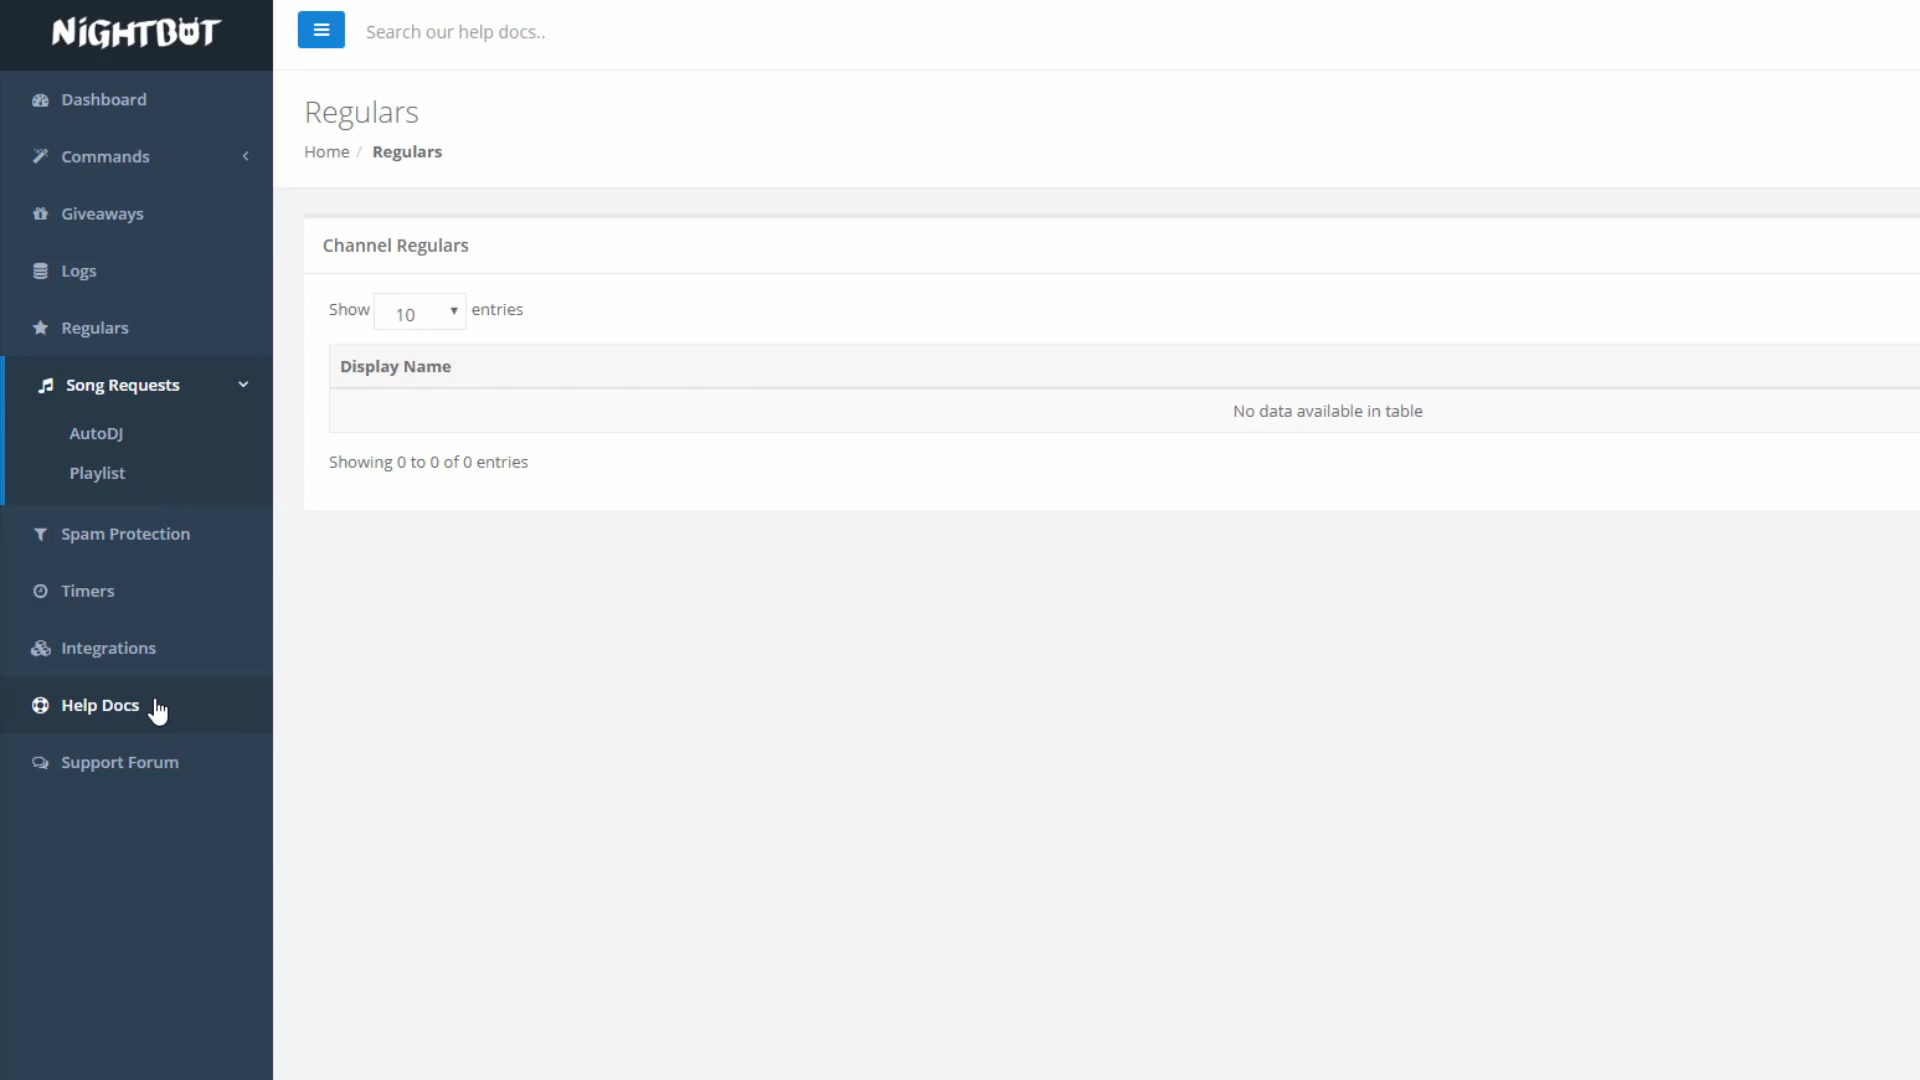 NiGHTBOT
Dashboard
Commands
Giveaways
Logs
Regulars
Song Requests
AutoDJ
Playlist
Spam Protection
Timers
Integrations
Help Docs
Support Forum
Search our help docs..
Regulars
Home / Regulars
Channel Regulars
Show 10 entries
Display Name
No data available in table
Showing 0 to 0 of 0 entries